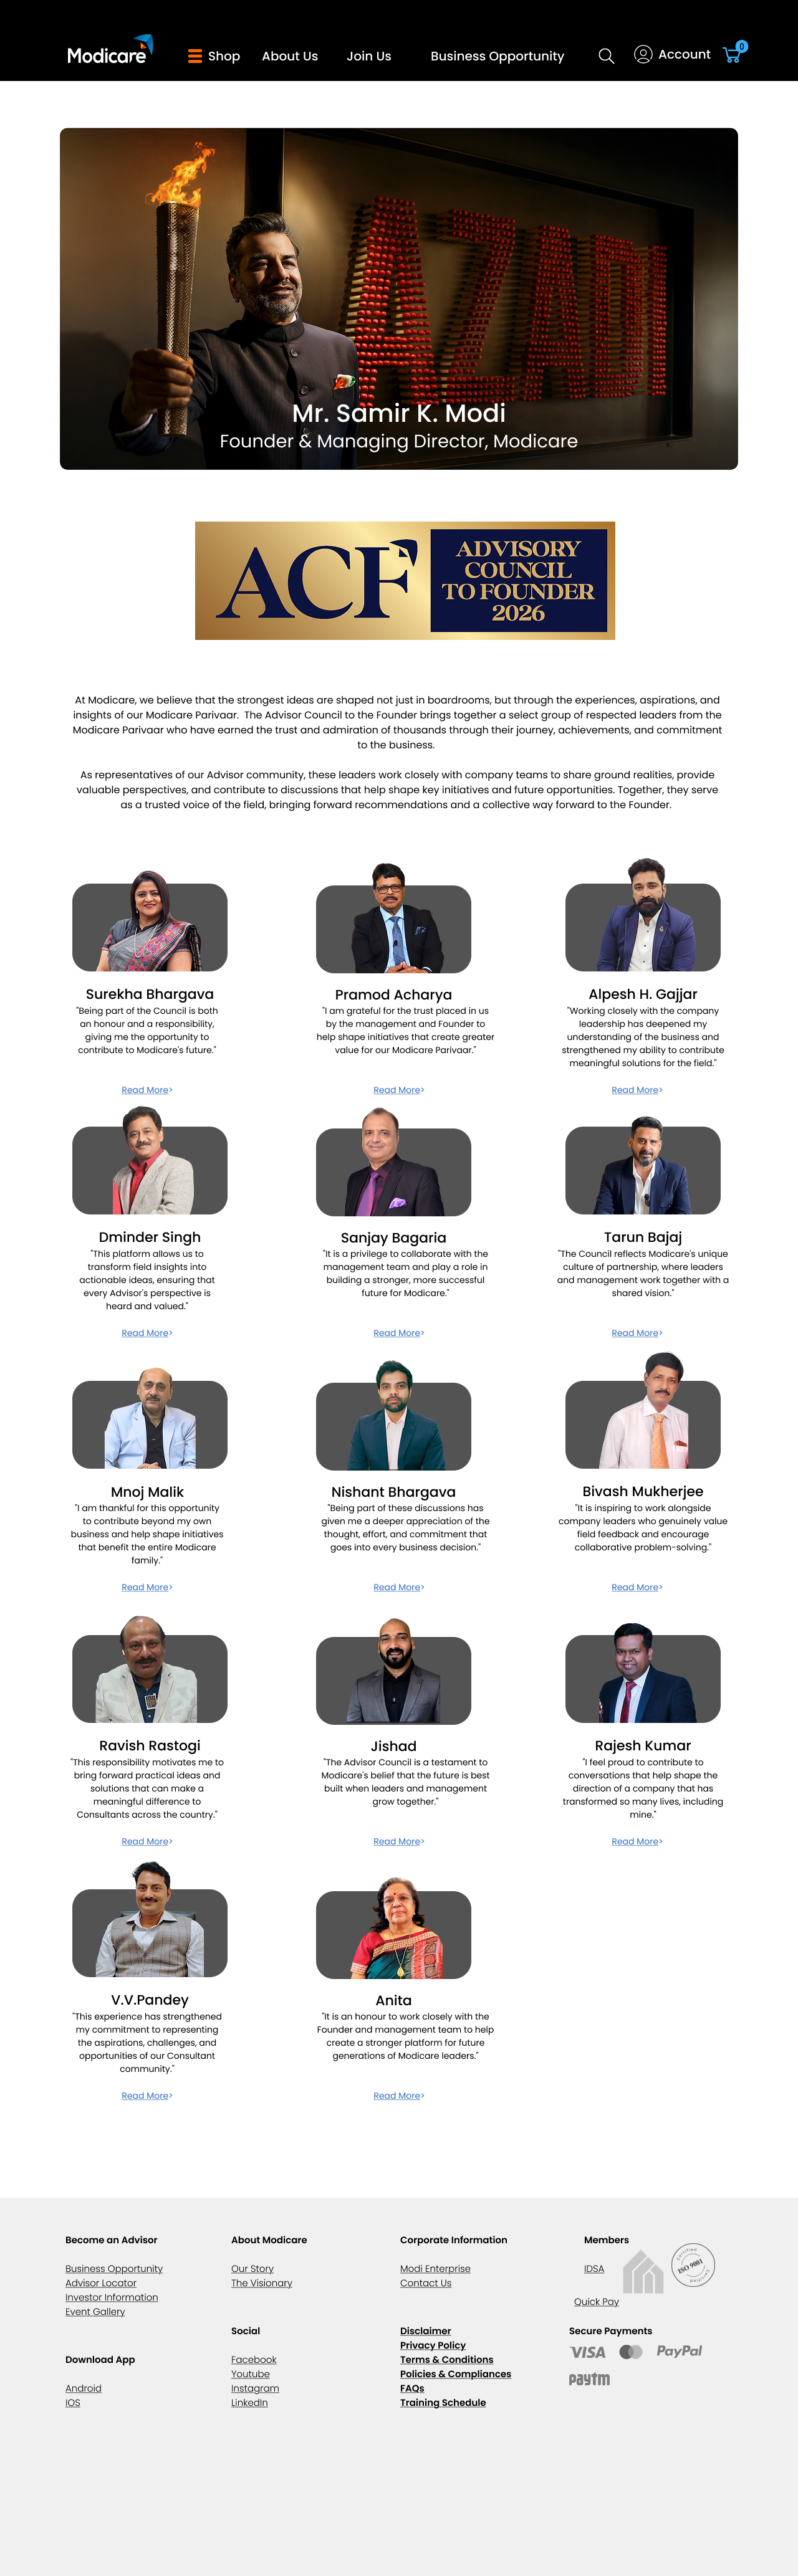 Modicare
Shop
About Us
Join Us
Business Opportunity
Account
0
AZADI
Mr. Samir K. Modi
Founder & Managing Director, Modicare
ACF
ADVISORY
COUNCIL
TO FOUNDER
2026
At Modicare, we believe that the strongest ideas are shaped not just in boardrooms, but through the experiences, aspirations, and
insights of our Modicare Parivaar. The Advisor Council to the Founder brings together a select group of respected leaders from the
Modicare Parivaar who have earned the trust and admiration of thousands through their journey, achievements, and commitment
to the business.
As representatives of our Advisor community, these leaders work closely with company teams to share ground realities, provide
valuable perspectives, and contribute to discussions that help shape key initiatives and future opportunities. Together, they serve
as a trusted voice of the field, bringing forward recommendations and a collective way forward to the Founder.
Surekha Bhargava
"Being part of the Council is both
an honour and a responsibility,
giving me the opportunity to
contribute to Modicare's future."
Read More>
Pramod Acharya
"I am grateful for the trust placed in us
by the management and Founder to
help shape initiatives that create greater
value for our Modicare Parivaar."
Read More>
Alpesh H. Gajjar
"Working closely with the company
leadership has deepened my
understanding of the business and
strengthened my ability to contribute
meaningful solutions for the field."
Read More>
Dminder Singh
"This platform allows us to
transform field insights into
actionable ideas, ensuring that
every Advisor's perspective is
heard and valued."
Read More>
Sanjay Bagaria
"It is a privilege to collaborate with the
management team and play a role in
building a stronger, more successful
future for Modicare."
Read More>
Tarun Bajaj
"The Council reflects Modicare's unique
culture of partnership, where leaders
and management work together with a
shared vision."
Read More>
Mnoj Malik
"I am thankful for this opportunity
to contribute beyond my own
business and help shape initiatives
that benefit the entire Modicare
family."
Read More>
Nishant Bhargava
"Being part of these discussions has
given me a deeper appreciation of the
thought, effort, and commitment that
goes into every business decision."
Read More>
Bivash Mukherjee
"It is inspiring to work alongside
company leaders who genuinely value
field feedback and encourage
collaborative problem-solving."
Read More>
Ravish Rastogi
"This responsibility motivates me to
bring forward practical ideas and
solutions that can make a
meaningful difference to
Consultants across the country."
Read More>
Jishad
"The Advisor Council is a testament to
Modicare's belief that the future is best
built when leaders and management
grow together."
Read More>
Rajesh Kumar
"I feel proud to contribute to
conversations that help shape the
direction of a company that has
transformed so many lives, including
mine."
Read More>
V.V.Pandey
"This experience has strengthened
my commitment to representing
the aspirations, challenges, and
opportunities of our Consultant
community."
Read More>
Anita
"It is an honour to work closely with the
Founder and management team to help
create a stronger platform for future
generations of Modicare leaders."
Read More>
Become an Advisor
Business Opportunity
Advisor Locator
Investor Information
Event Gallery
Download App
Android
IOS
About Modicare
Our Story
The Visionary
Social
Facebook
Youtube
Instagram
LinkedIn
Corporate Information
Modi Enterprise
Contact Us
Disclaimer
Privacy Policy
Terms & Conditions
Policies & Compliances
FAQs
Training Schedule
Members
IDSA
Certified
ISO 9001
Certified
Quick Pay
Secure Payments
VISA
PayPal
paytm